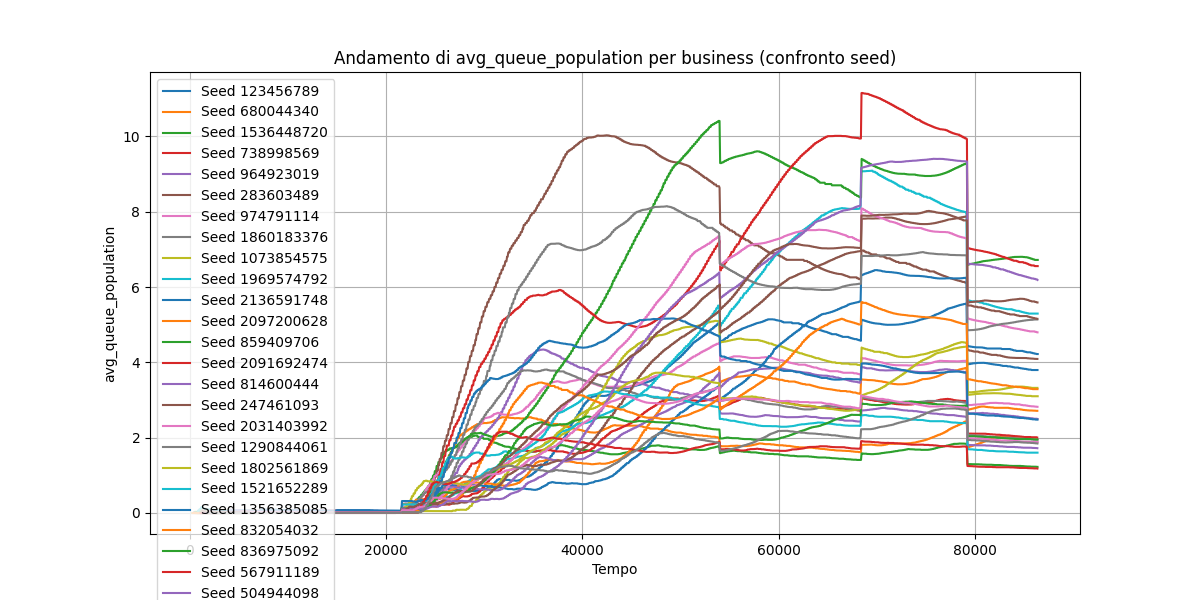 Andamento di avg_queue_population per business (confronto seed)
avg_queue_population
10
8
6
4
2
0
Seed 123456789
Seed 680044340
Seed 1536448720
Seed 738998569
Seed 964923019
Seed 283603489
Seed 974791114
Seed 1860183376
Seed 1073854575
Seed 1969574792
Seed 2136591748
Seed 2097200628
Seed 859409706
Seed 2091692474
Seed 814600444
Seed 247461093
Seed 2031403992
Seed 1290844061
Seed 1802561869
Seed 1521652289
Seed 1356385085
Seed 832054032
Seed 836975092
Seed 567911189
Seed 504944098
0 20000 40000 60000 80000
Tempo